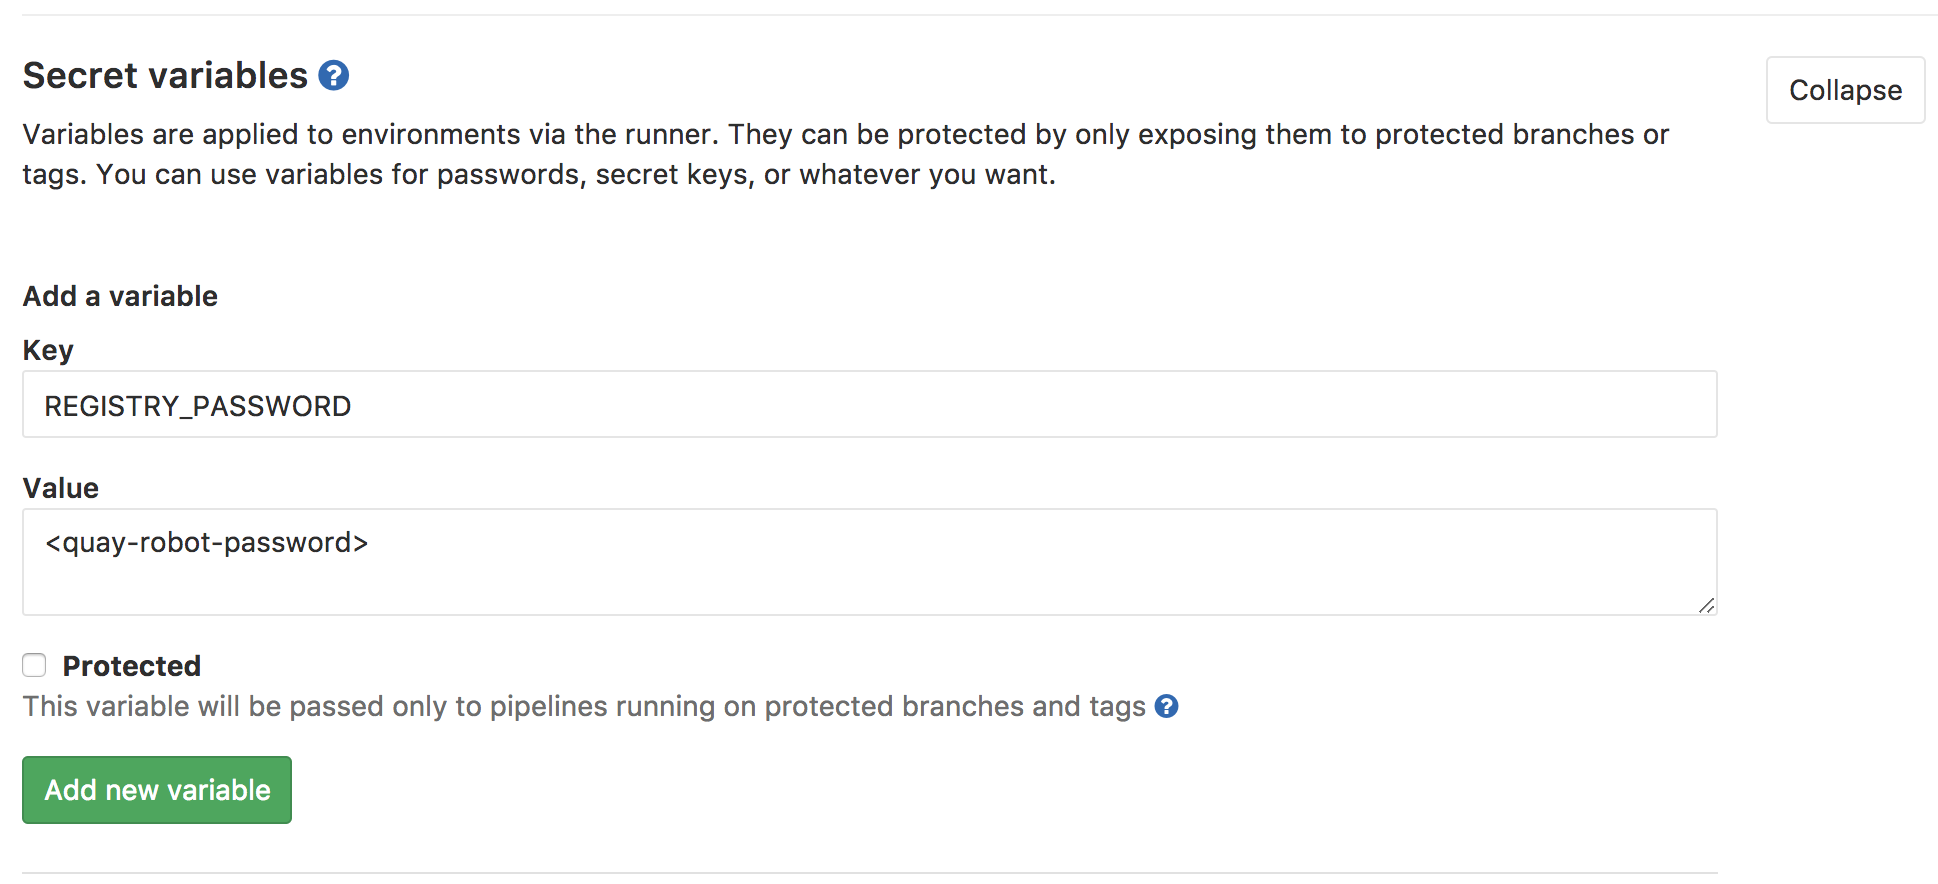 Secret variables
Collapse
Variables are applied to environments via the runner. They can be protected by only exposing them to protected branches or
tags. You can use variables for passwords, secret keys, or whatever you want.
Add a variable
Key
REGISTRY_PASSWORD
Value
<quay-robot-password>
Protected
This variable will be passed only to pipelines running on protected branches and tags
Add new variable